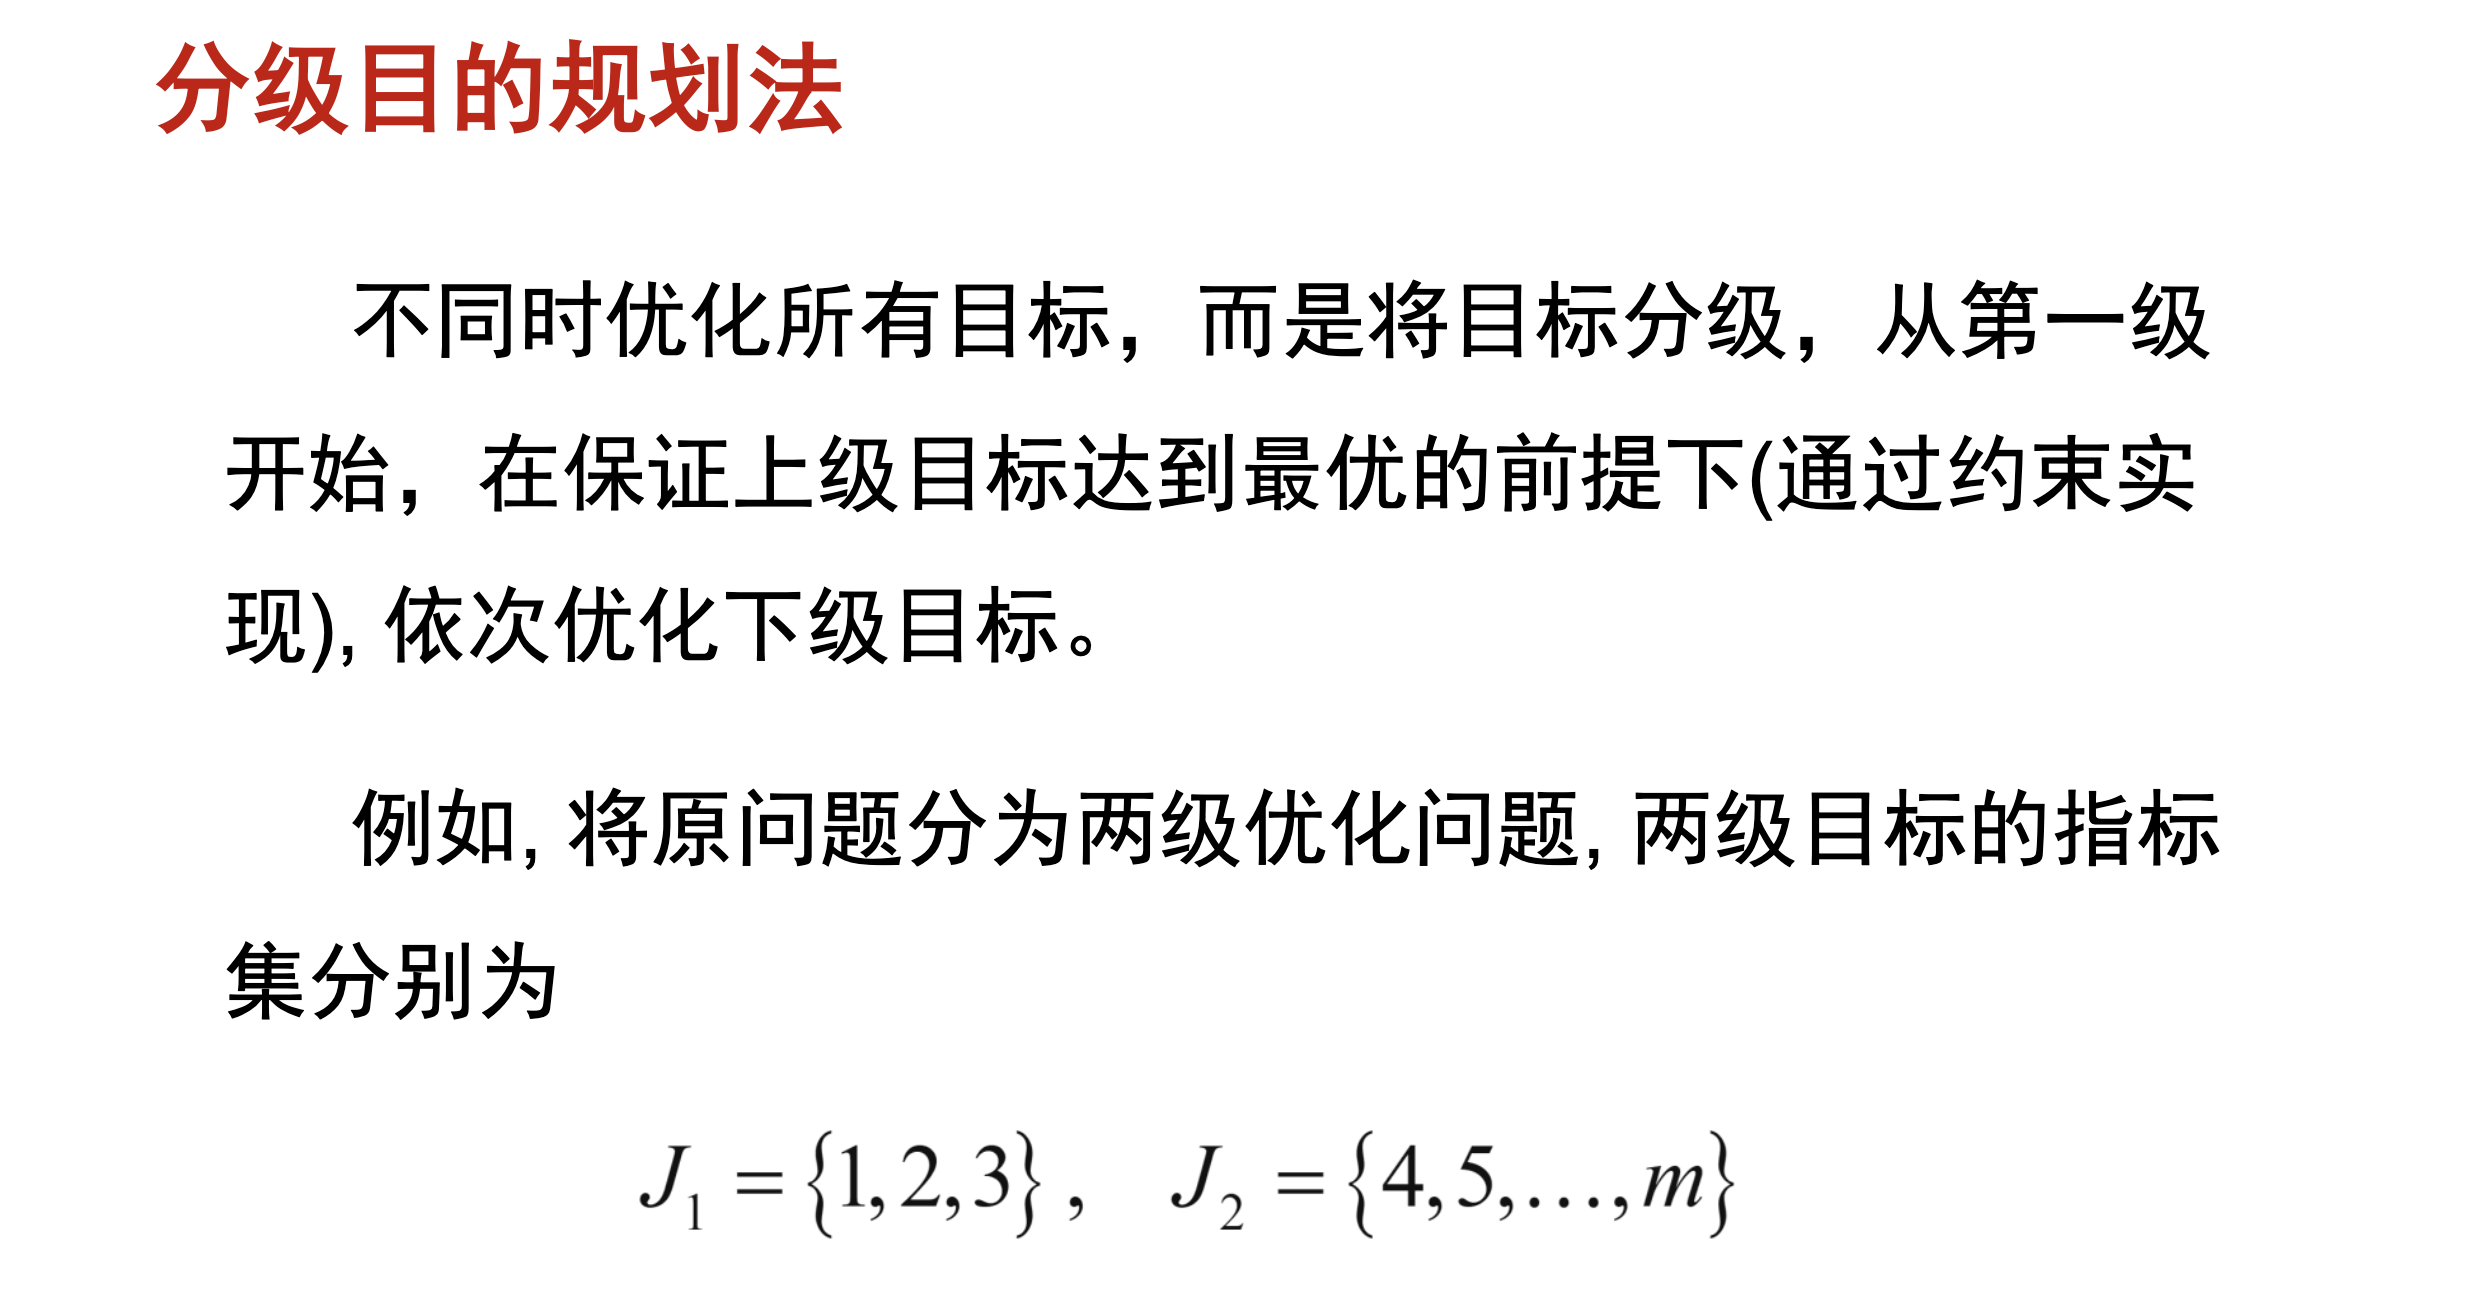 分级目的规划法
不同时优化所有目标，而是将目标分级，从第一级
开始，在保证上级目标达到最优的前提下(通过约束实
现), 依次优化下级目标。
例如, 将原问题分为两级优化问题, 两级目标的指标
集分别为
J₁ = {1,2,3}, J₂ = {4,5,...,m}